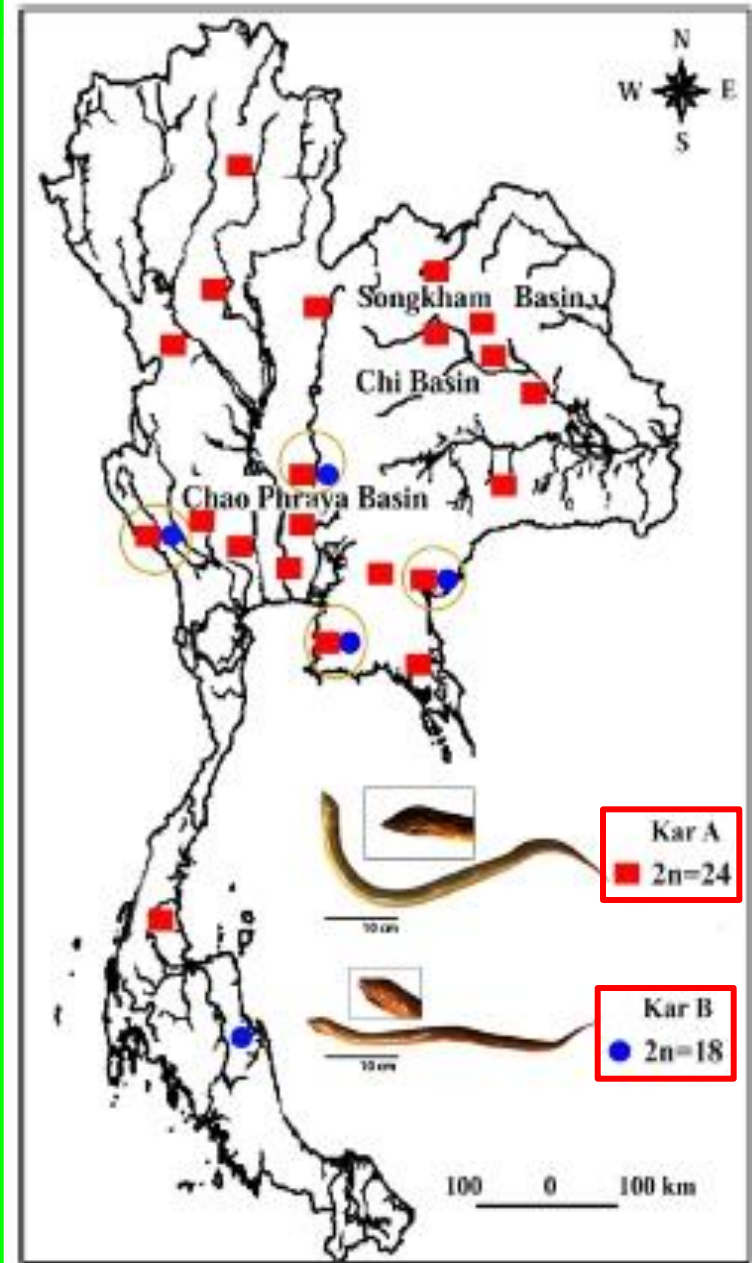 N
W E
S
Songkham Basin
Chi Basin
Chao Phraya Basin
Kar A
2n=24
10 cm
Kar B
2n=18
10 cm
100 0 100 km